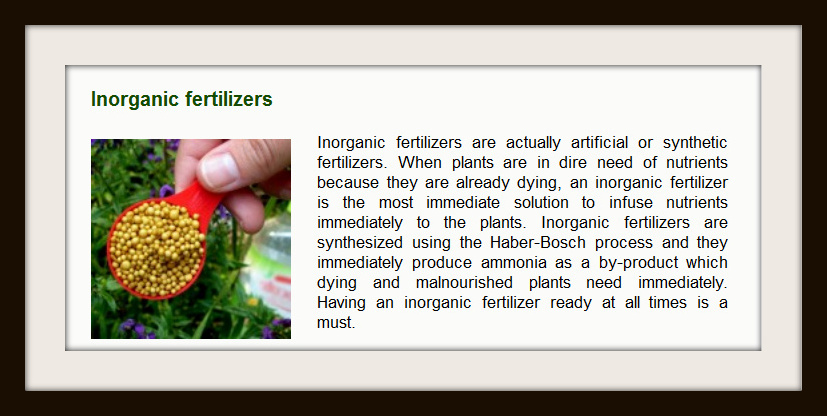 Inorganic fertilizers
Inorganic fertilizers are actually artificial or synthetic
fertilizers. When plants are in dire need of nutrients
because they are already dying, an inorganic fertilizer
is the most immediate solution to infuse nutrients
immediately to the plants. Inorganic fertilizers are
synthesized using the Haber-Bosch process and they
immediately produce ammonia as a by-product which
dying and malnourished plants need immediately.
Having an inorganic fertilizer ready at all times is a
must.